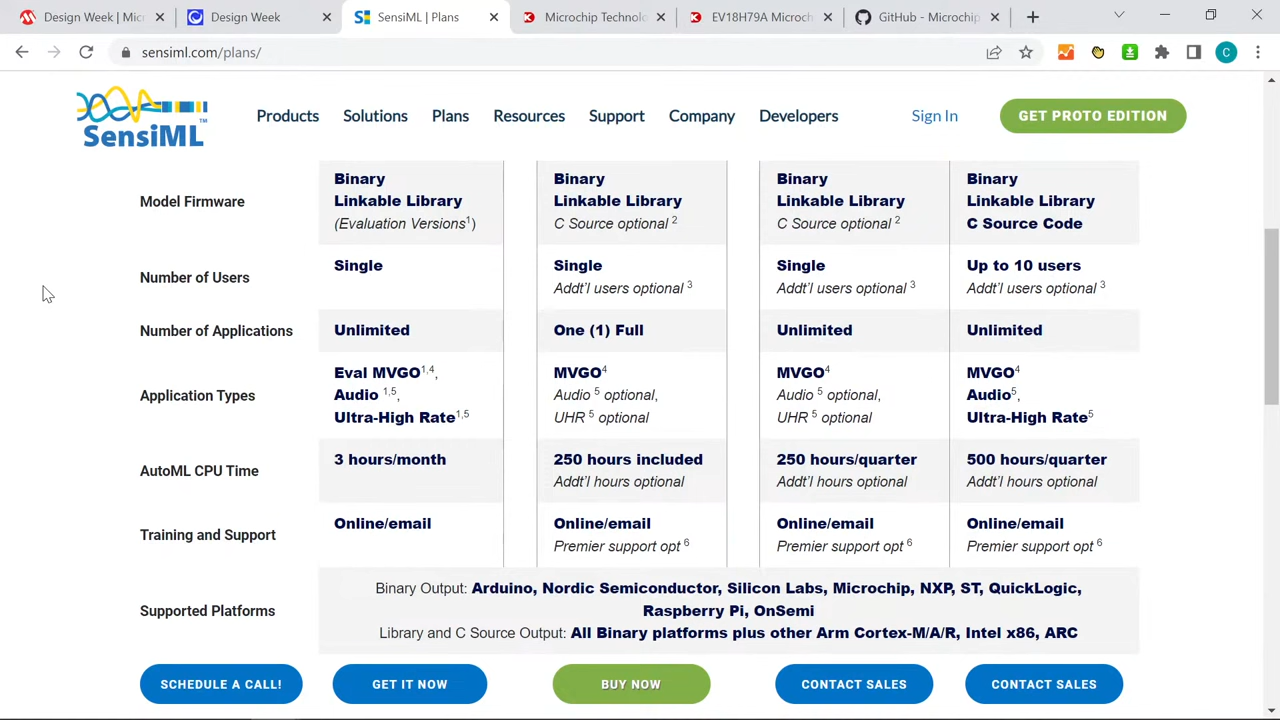 Design Week | Micr
Design Week
SensiML | Plans
Microchip Technolo
EV18H79A Microch
GitHub - Microchip
sensiml.com/plans/
C
SensiML™
Products
Solutions
Plans
Resources
Support
Company
Developers
Sign In
GET PROTO EDITION
Model Firmware
Binary
Linkable Library
(Evaluation Versions1)
Binary
Linkable Library
C Source optional 2
Binary
Linkable Library
C Source optional 2
Binary
Linkable Library
C Source Code
Number of Users
Single
Single
Addt'l users optional 3
Single
Addt'l users optional 3
Up to 10 users
Addt'l users optional 3
Number of Applications
Unlimited
One (1) Full
Unlimited
Unlimited
Application Types
Eval MVGO1,4,
Audio 1,5,
Ultra-High Rate1,5
MVGO4
Audio 5 optional,
UHR 5 optional
MVGO4
Audio 5 optional,
UHR 5 optional
MVGO4
Audio5,
Ultra-High Rate5
AutoML CPU Time
3 hours/month
250 hours included
Addt'l hours optional
250 hours/quarter
Addt'l hours optional
500 hours/quarter
Addt'l hours optional
Training and Support
Online/email
Online/email
Premier support opt 6
Online/email
Premier support opt 6
Online/email
Premier support opt 6
Supported Platforms
Binary Output: Arduino, Nordic Semiconductor, Silicon Labs, Microchip, NXP, ST, QuickLogic,
Raspberry Pi, OnSemi
Library and C Source Output: All Binary platforms plus other Arm Cortex-M/A/R, Intel x86, ARC
SCHEDULE A CALL!
GET IT NOW
BUY NOW
CONTACT SALES
CONTACT SALES